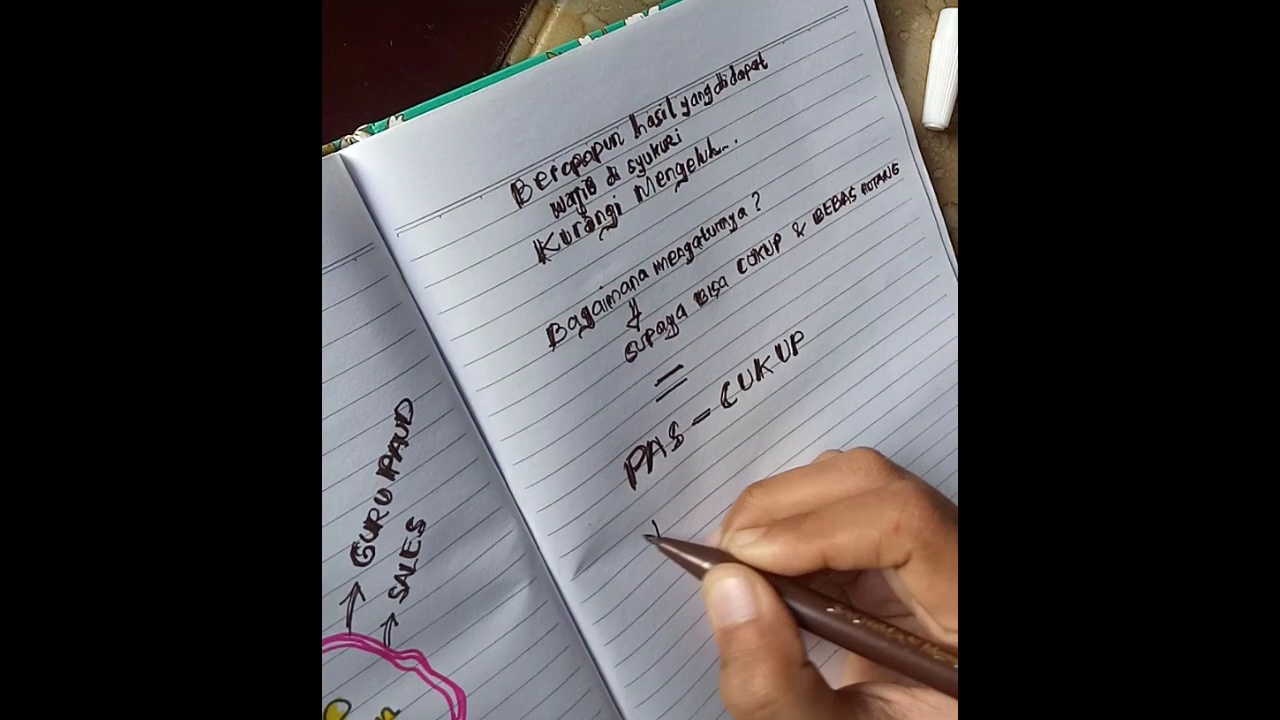 Berapapun hasil yang didapat
wajib di syukuri
Kurangi Mengeluh...
Bagaimana mengaturnya?
supaya BISA CUKUP & BEBAS HUTANG
=
PAS - CUKUP
→ GURU PAUD
→ SALES